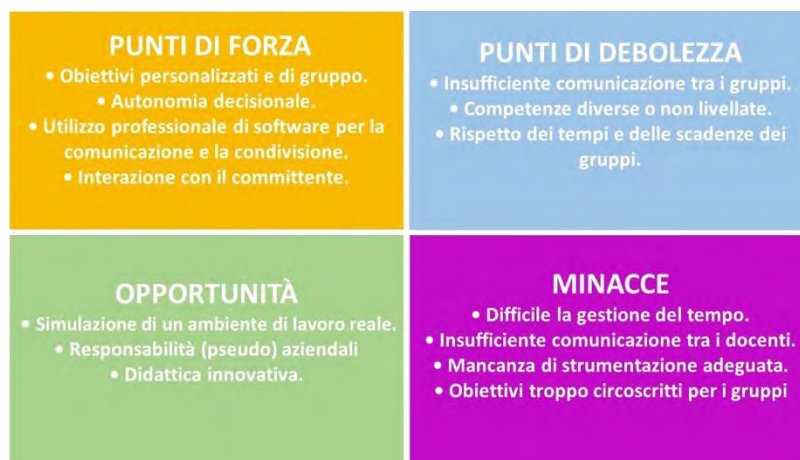 PUNTI DI FORZA
• Obiettivi personalizzati e di gruppo.
• Autonomia decisionale.
• Utilizzo professionale di software per la
comunicazione e la condivisione.
• Interazione con il committente.
PUNTI DI DEBOLEZZA
• Insufficiente comunicazione tra i gruppi.
• Competenze diverse o non livellate.
• Rispetto dei tempi e delle scadenze dei
gruppi.
OPPORTUNITÀ
• Simulazione di un ambiente di lavoro reale.
• Responsabilità (pseudo) aziendali
• Didattica innovativa.
MINACCE
• Difficile la gestione del tempo.
• Insufficiente comunicazione tra i docenti.
• Mancanza di strumentazione adeguata.
• Obiettivi troppo circoscritti per i gruppi